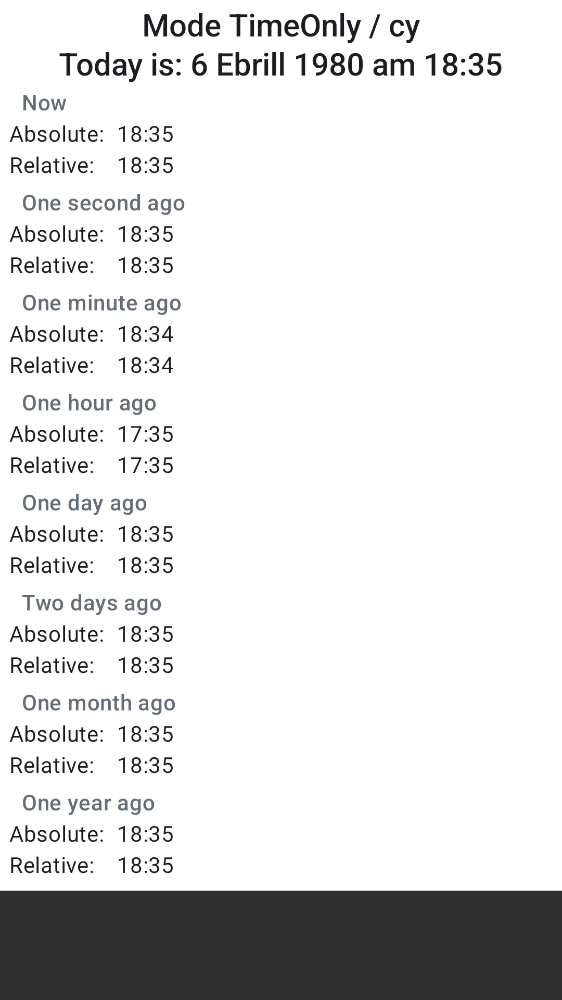 Mode TimeOnly / cy
Today is: 6 Ebrill 1980 am 18:35
Now
Absolute: 18:35
Relative: 18:35
One second ago
Absolute: 18:35
Relative: 18:35
One minute ago
Absolute: 18:34
Relative: 18:34
One hour ago
Absolute: 17:35
Relative: 17:35
One day ago
Absolute: 18:35
Relative: 18:35
Two days ago
Absolute: 18:35
Relative: 18:35
One month ago
Absolute: 18:35
Relative: 18:35
One year ago
Absolute: 18:35
Relative: 18:35